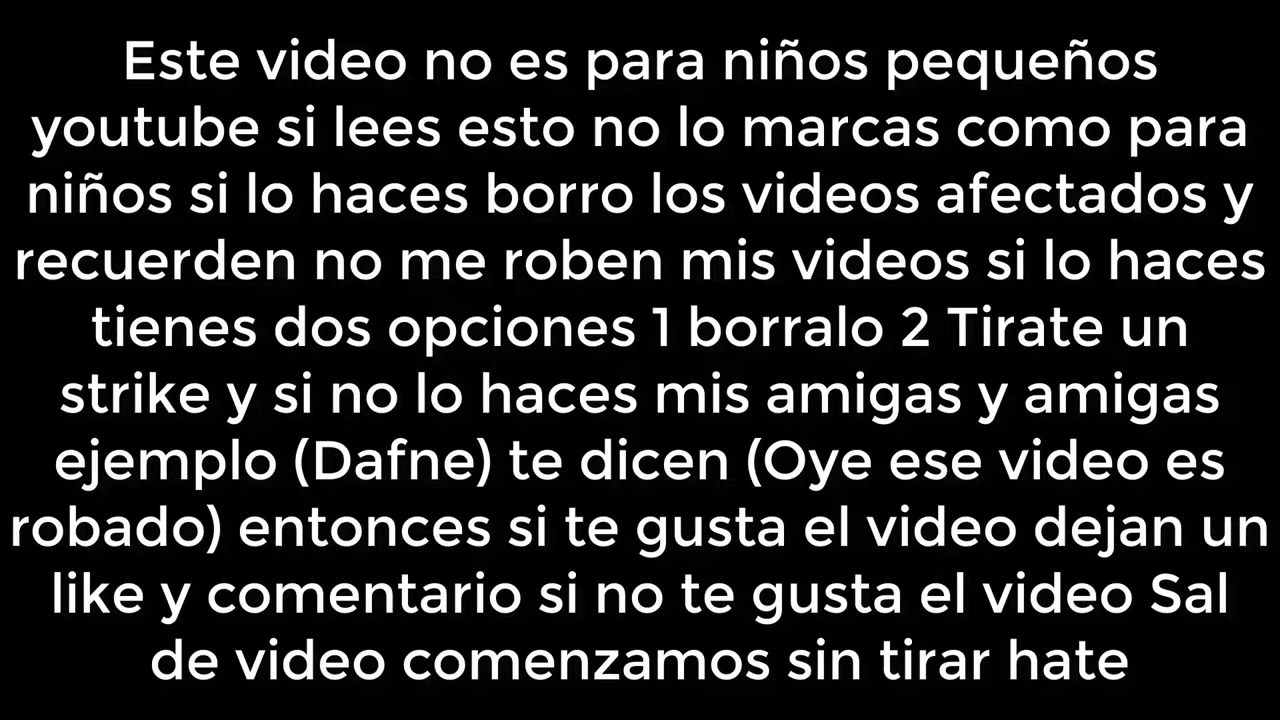 Este video no es para niños pequeños
youtube si lees esto no lo marcas como para
niños si lo haces borro los videos afectados y
recuerden no me roben mis videos si lo haces
tienes dos opciones 1 borralo 2 Tirate un
strike y si no lo haces mis amigas y amigas
ejemplo (Dafne) te dicen (Oye ese video es
robado) entonces si te gusta el video dejan un
like y comentario si no te gusta el video Sal
de video comenzamos sin tirar hate